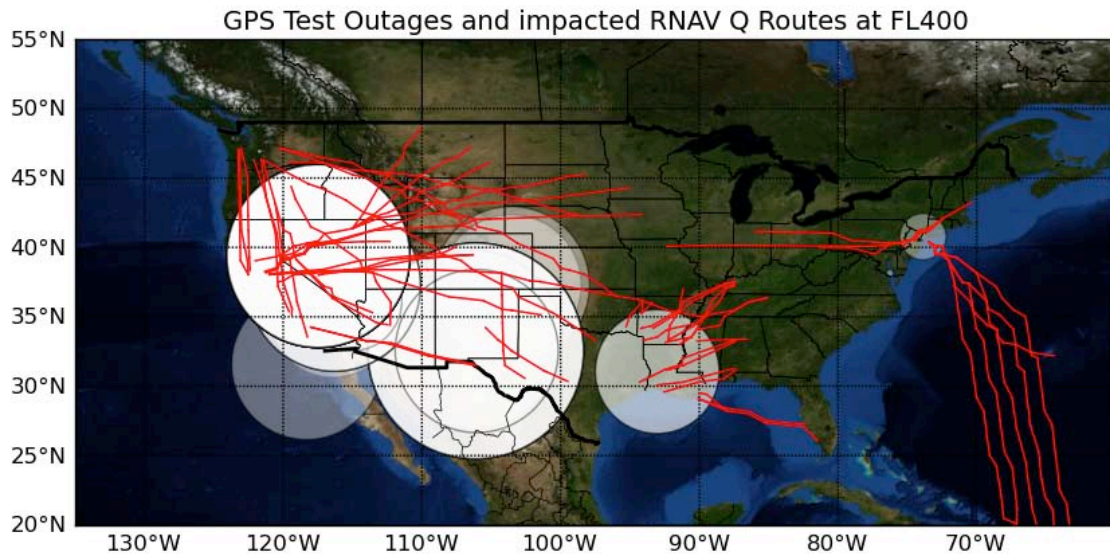 GPS Test Outages and impacted RNAV Q Routes at FL400
55°N
50°N
45°N
40°N
35°N
30°N
25°N
20°N
130°W 120°W 110°W 100°W 90°W 80°W 70°W